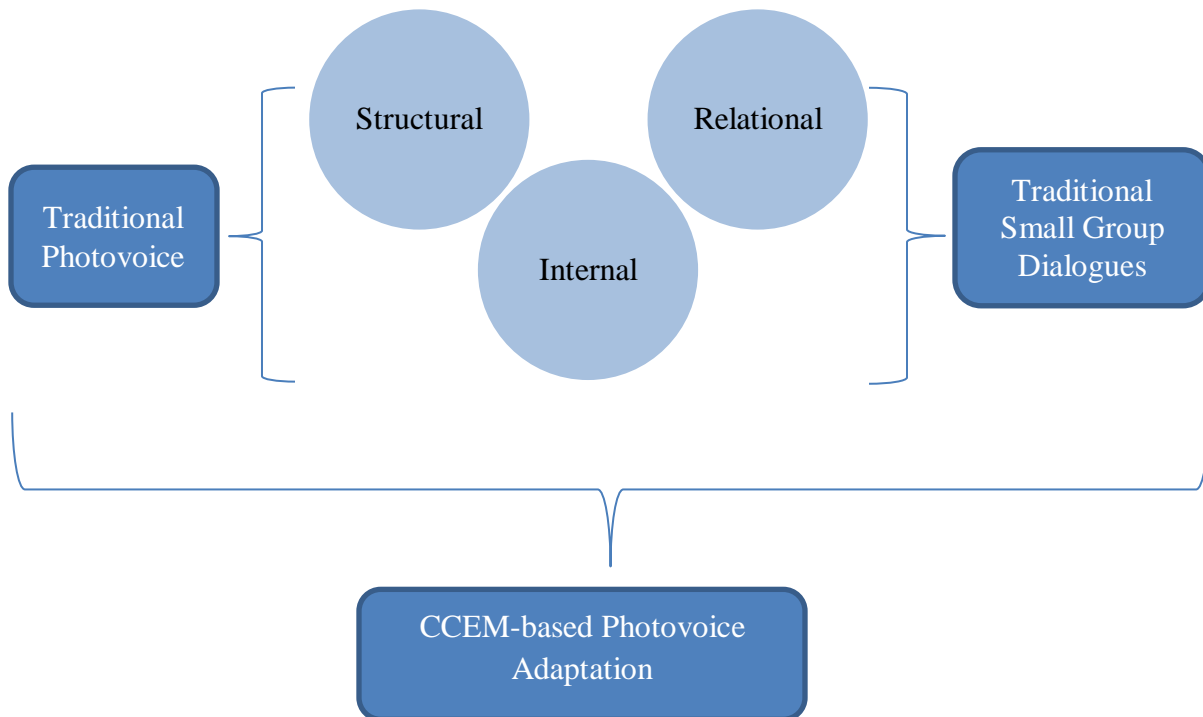 Structural
Relational
Internal
Traditional
Photovoice
Traditional
Small Group
Dialogues
CCEM-based Photovoice
Adaptation